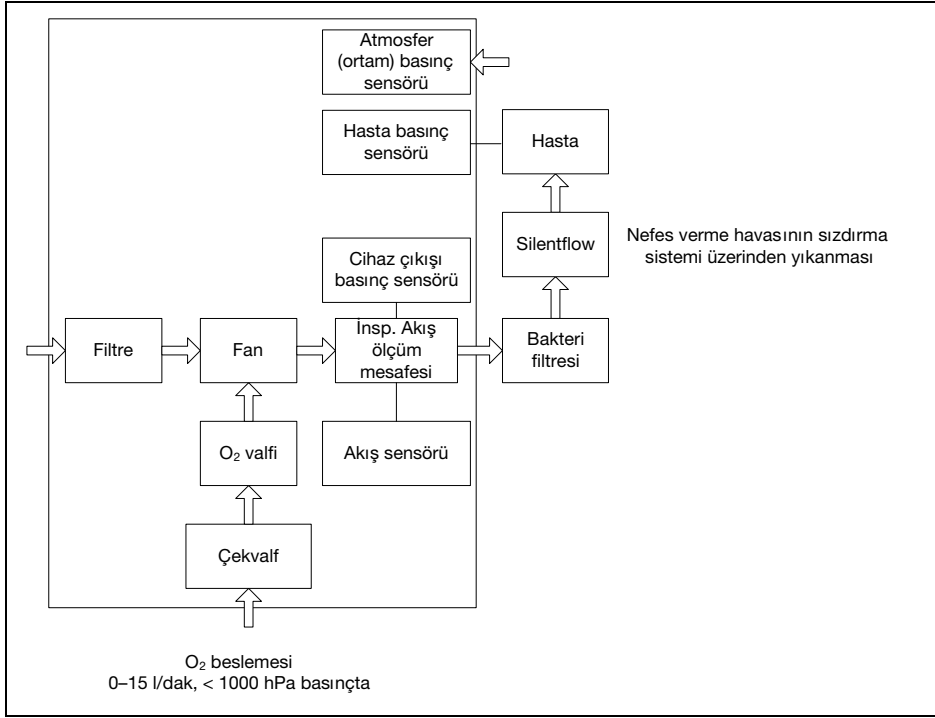 Atmosfer
(ortam) basınç
sensörü
Hasta basınç
sensörü
Hasta
Silentflow
Nefes verme havasının sızdırma
sistemi üzerinden yıkanması
Cihaz çıkışı
basınç sensörü
Filtre
Fan
İnsp. Akış
ölçüm
mesafesi
Bakteri
filtresi
O₂ valfi
Akış sensörü
Çekvalf
O₂ beslemesi
0–15 l/dak, < 1000 hPa basınçta